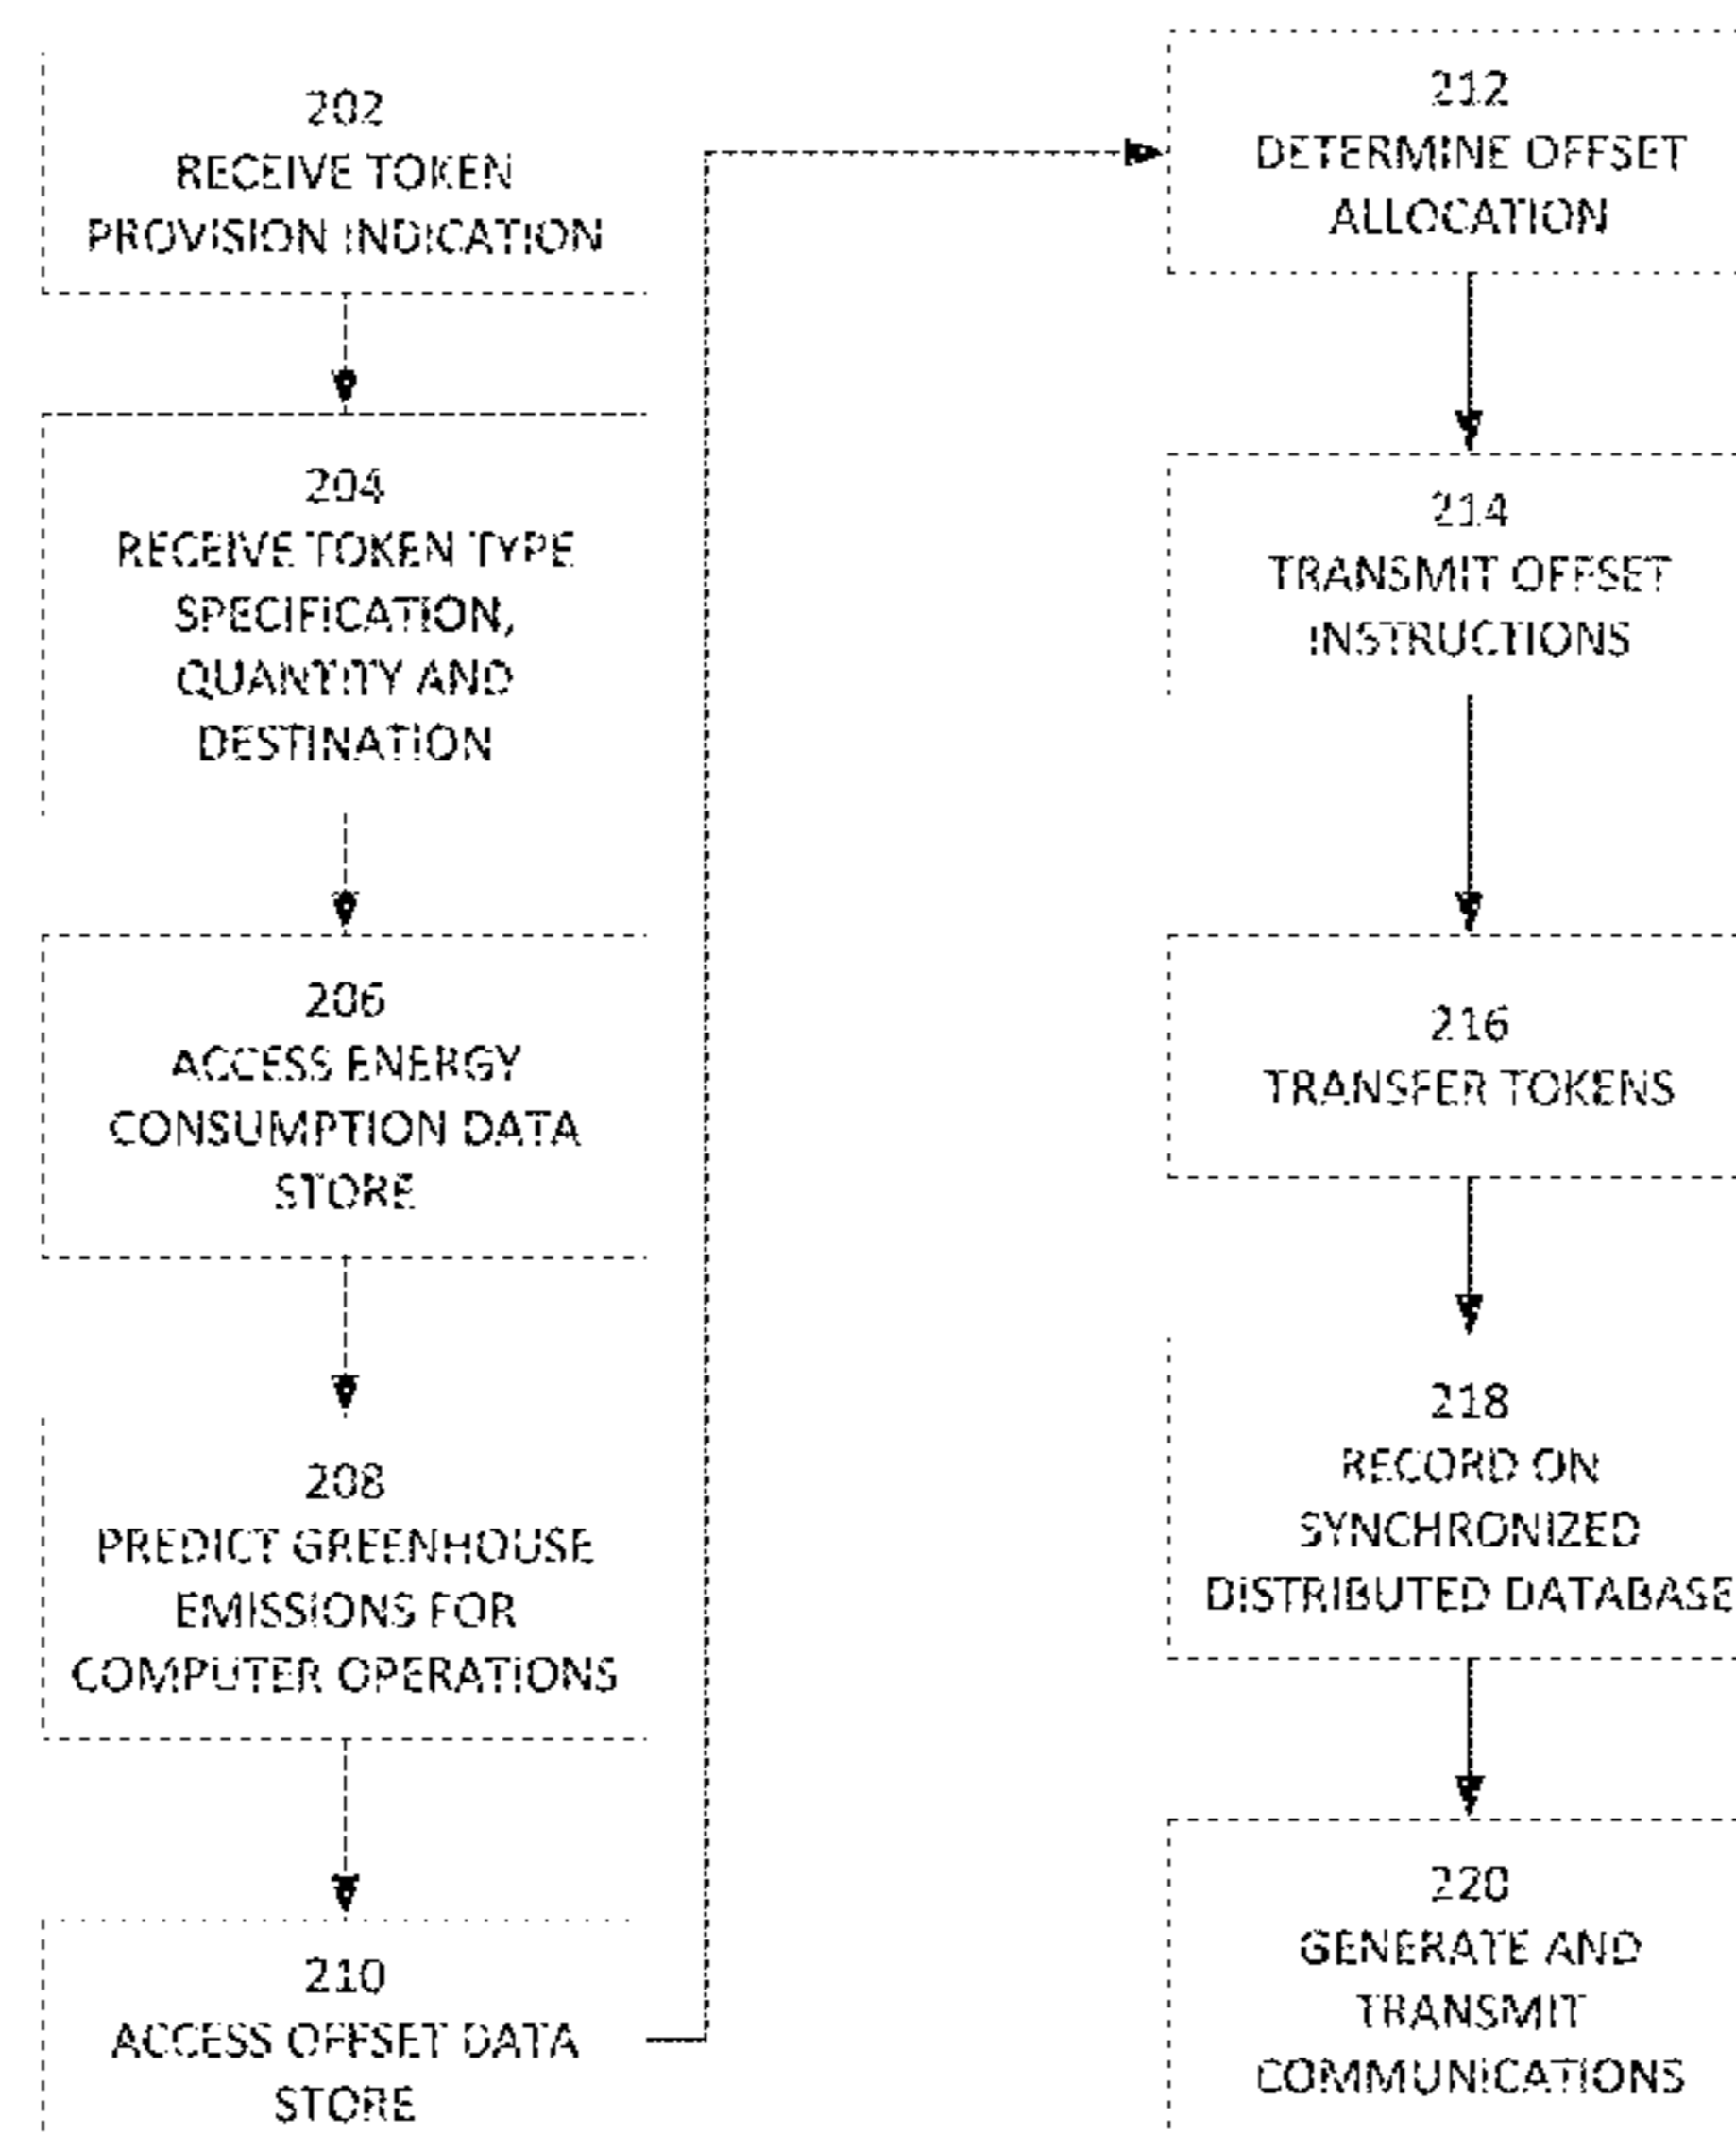 202
RECEIVE TOKEN
PROVISION INDICATION
204
RECEIVE TOKEN TYPE
SPECIFICATION,
QUANTITY AND
DESTINATION
206
ACCESS ENERGY
CONSUMPTION DATA
STORE
208
PREDICT GREENHOUSE
EMISSIONS FOR
COMPUTER OPERATIONS
210
ACCESS OFFSET DATA
STORE
212
DETERMINE OFFSET
ALLOCATION
214
TRANSMIT OFFSET
INSTRUCTIONS
216
TRANSFER TOKENS
218
RECORD ON
SYNCHRONIZED
DISTRIBUTED DATABASE
220
GENERATE AND
TRANSMIT
COMMUNICATIONS